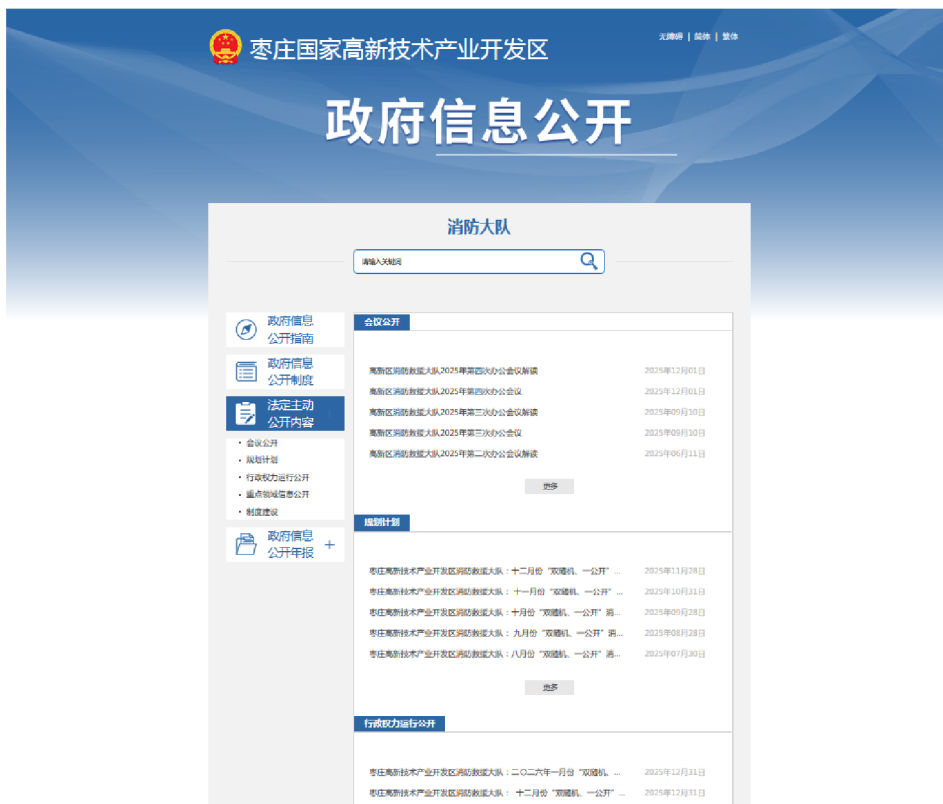 枣庄国家高新技术产业开发区
无障碍 | 简体 | 繁体
政府信息公开
消防大队
请输入关键词
政府信息
公开指南
政府信息
公开制度
法定主动
公开内容
· 会议公开
· 规划计划
· 行政权力运行公开
· 重点领域信息公开
· 制度建设
政府信息
公开年报 +
会议公开
高新区消防救援大队2025年第四次办公会议解读 2025年12月01日
高新区消防救援大队2025年第四次办公会议 2025年12月01日
高新区消防救援大队2025年第三次办公会议解读 2025年09月10日
高新区消防救援大队2025年第三次办公会议 2025年09月10日
高新区消防救援大队2025年第二次办公会议解读 2025年06月11日
更多
规划计划
枣庄高新技术产业开发区消防救援大队：十二月份“双随机、一公开” ... 2025年11月28日
枣庄高新技术产业开发区消防救援大队： 十一月份“双随机、一公开” ... 2025年10月31日
枣庄高新技术产业开发区消防救援大队：十月份“双随机、一公开”消... 2025年09月28日
枣庄高新技术产业开发区消防救援大队： 九月份“双随机、一公开”消... 2025年08月28日
枣庄高新技术产业开发区消防救援大队：八月份“双随机、一公开”消... 2025年07月30日
更多
行政权力运行公开
枣庄高新技术产业开发区消防救援大队：二〇二六年一月份“双随机、... 2025年12月31日
枣庄高新技术产业开发区消防救援大队： 十二月份“双随机、一公开” ... 2025年12月31日